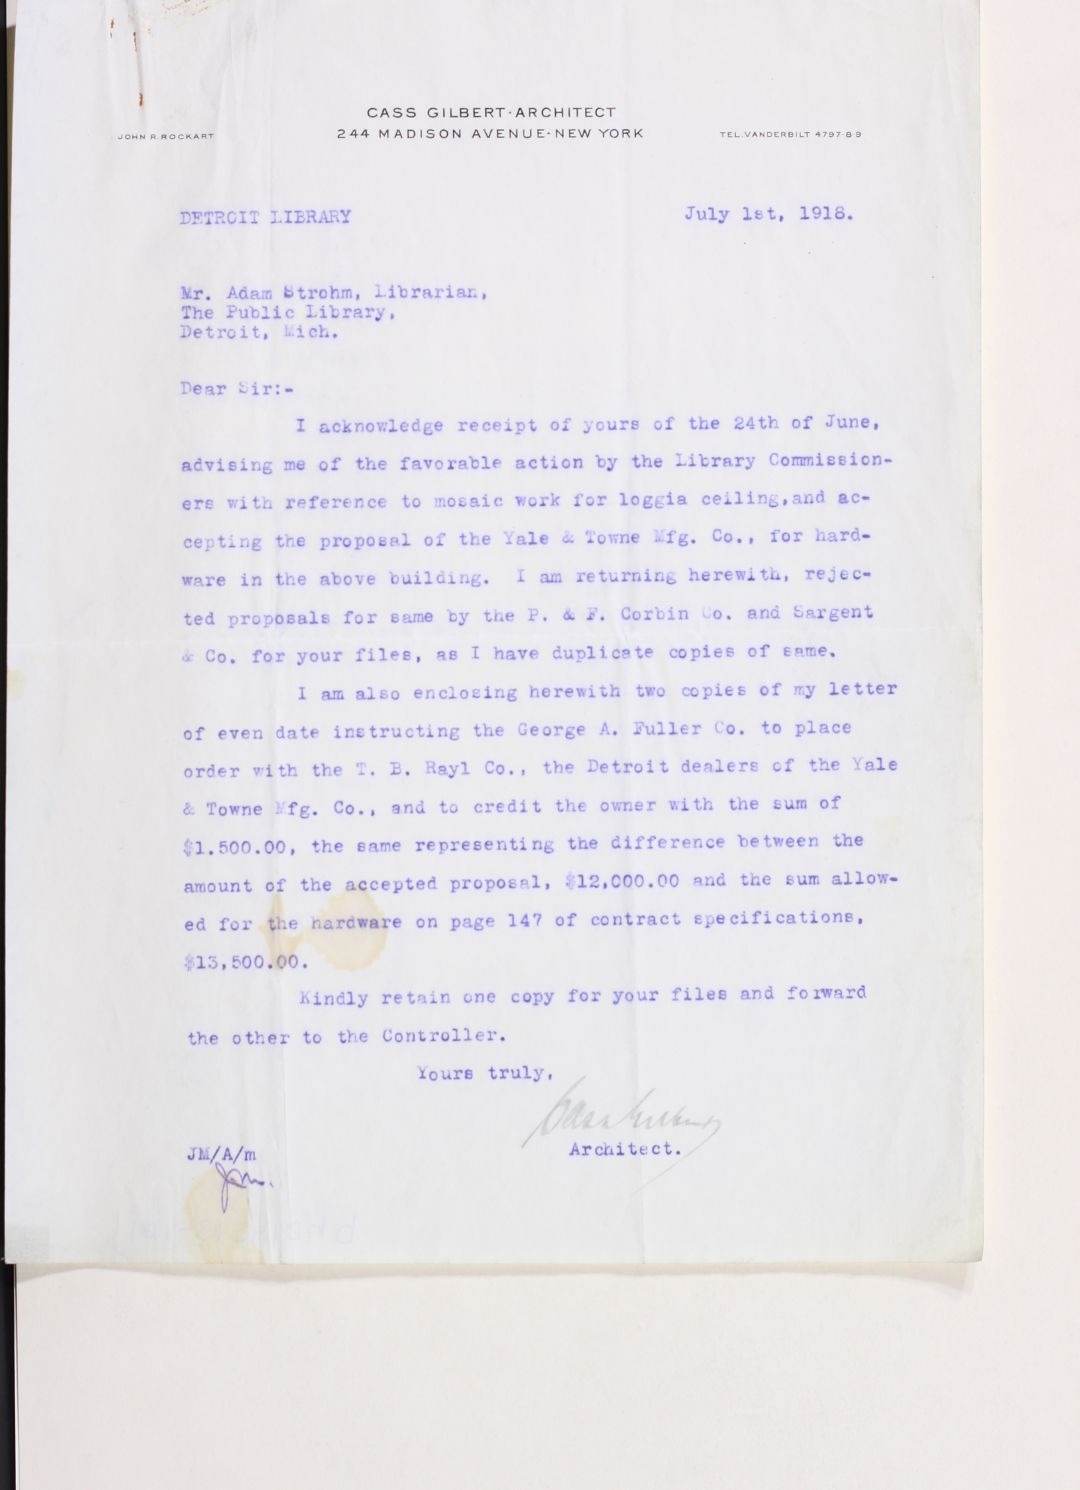 CASS GILBERT·ARCHITECT
244 MADISON AVENUE·NEW YORK
JOHN R. ROCKART
TEL. VANDERBILT 4797-8-9
DETROIT LIBRARY
July 1st, 1918.
Mr. Adam Strohm, Librarian,
The Public Library,
Detroit, Mich.
Dear Sir:-
I acknowledge receipt of yours of the 24th of June,
advising me of the favorable action by the Library Commission-
ers with reference to mosaic work for loggia ceiling,and ac-
cepting the proposal of the Yale & Towne Mfg. Co., for hard-
ware in the above building. I am returning herewith, rejec-
ted proposals for same by the P. & F. Corbin Co. and Sargent
& Co. for your files, as I have duplicate copies of same.
I am also enclosing herewith two copies of my letter
of even date instructing the George A. Fuller Co. to place
order with the T. B. Rayl Co., the Detroit dealers of the Yale
& Towne Mfg. Co., and to credit the owner with the sum of
$1.500.00, the same representing the difference between the
amount of the accepted proposal, $12,000.00 and the sum allow-
ed for the hardware on page 147 of contract specifications,
$13,500.00.
Kindly retain one copy for your files and forward
the other to the Controller.
Yours truly,
Cass Gilbert
Architect.
JM/A/m